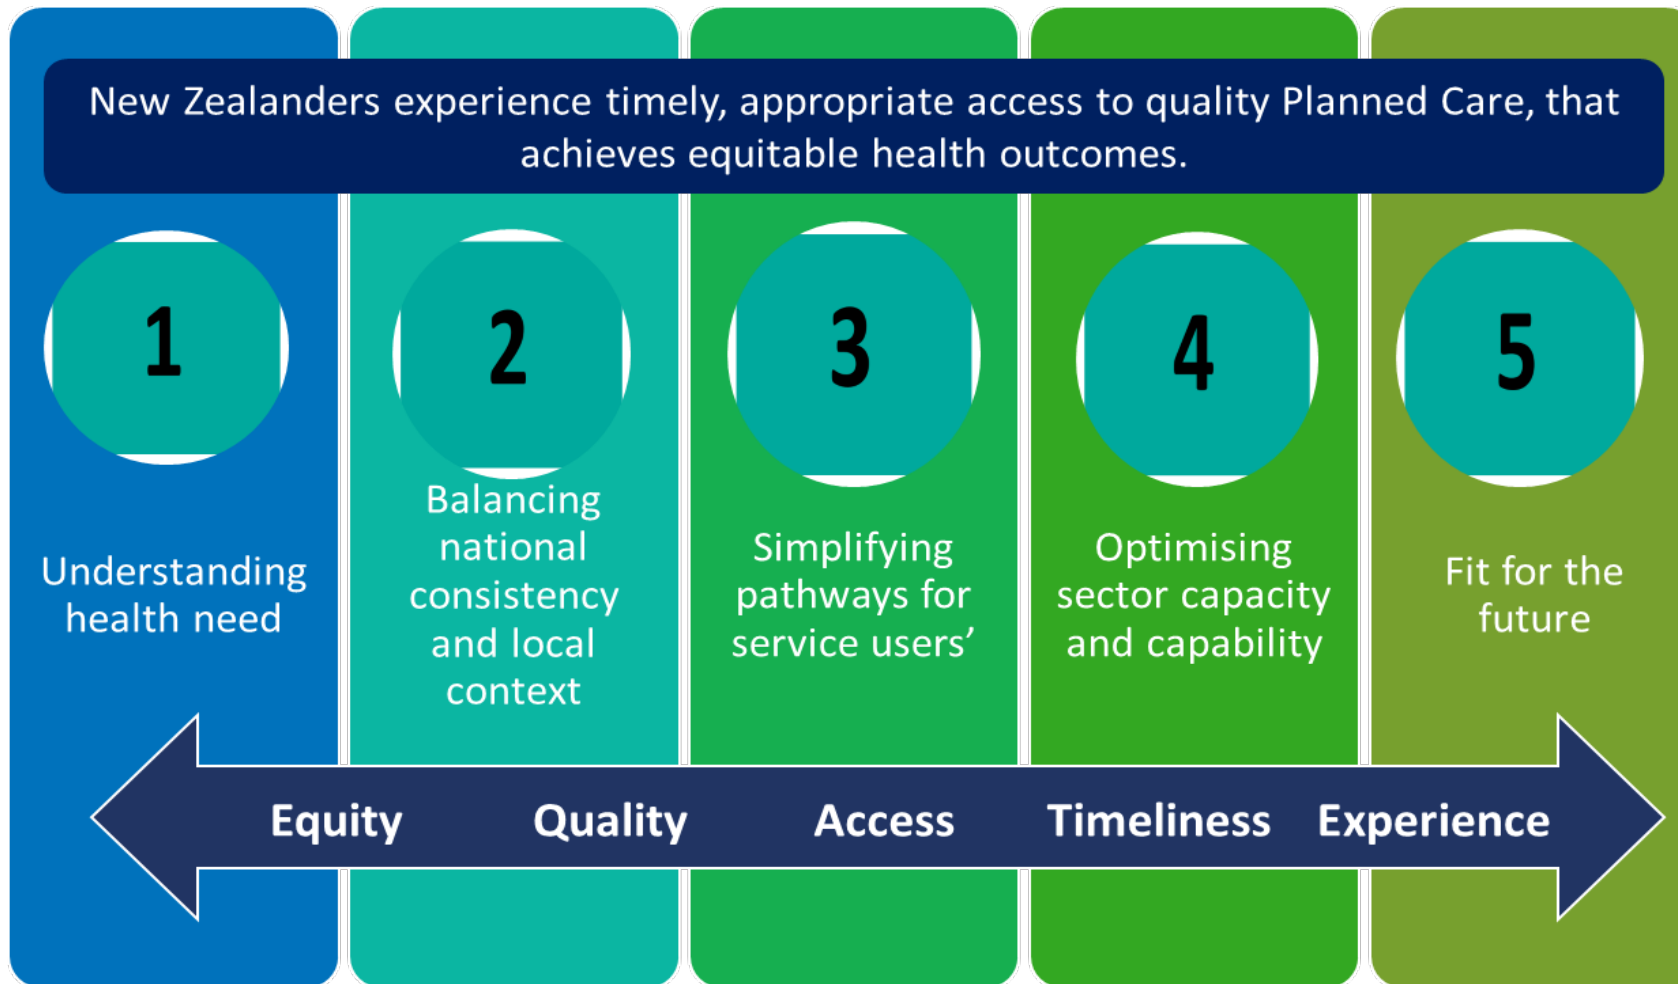 New Zealanders experience timely, appropriate access to quality Planned Care, that
achieves equitable health outcomes.
1
2
3
4
5
Understanding
health need
Balancing
national
consistency
and local
context
Simplifying
pathways for
service users’
Optimising
sector capacity
and capability
Fit for the
future
Equity Quality Access Timeliness Experience